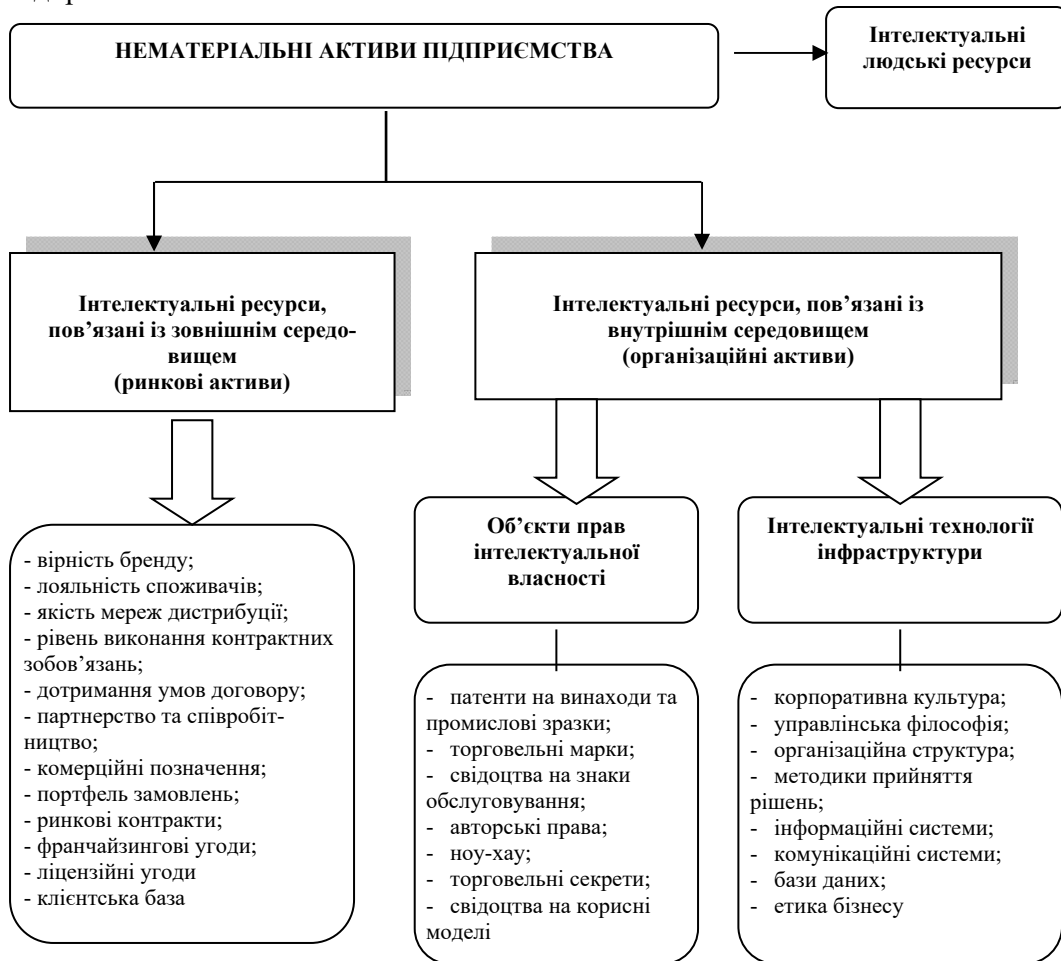 НЕМАТЕРІАЛЬНІ АКТИВИ ПІДПРИЄМСТВА
Інтелектуальні
людські ресурси
Інтелектуальні ресурси,
пов’язані із зовнішнім середо-
вищем
(ринкові активи)
Інтелектуальні ресурси, пов’язані із
внутрішнім середовищем
(організаційні активи)
Об’єкти прав
інтелектуальної
власності
Інтелектуальні технології
інфраструктури
- вірність бренду;
- лояльність споживачів;
- якість мереж дистрибуції;
- рівень виконання контрактних
зобов’язань;
- дотримання умов договору;
- партнерство та співробіт-
ництво;
- комерційні позначення;
- портфель замовлень;
- ринкові контракти;
- франчайзингові угоди;
- ліцензійні угоди
- клієнтська база
- патенти на винаходи та
промислові зразки;
- торговельні марки;
- свідоцтва на знаки
обслуговування;
- авторські права;
- ноу-хау;
- торговельні секрети;
- свідоцтва на корисні
моделі
- корпоративна культура;
- управлінська філософія;
- організаційна структура;
- методики прийняття
рішень;
- інформаційні системи;
- комунікаційні системи;
- бази даних;
- етика бізнесу